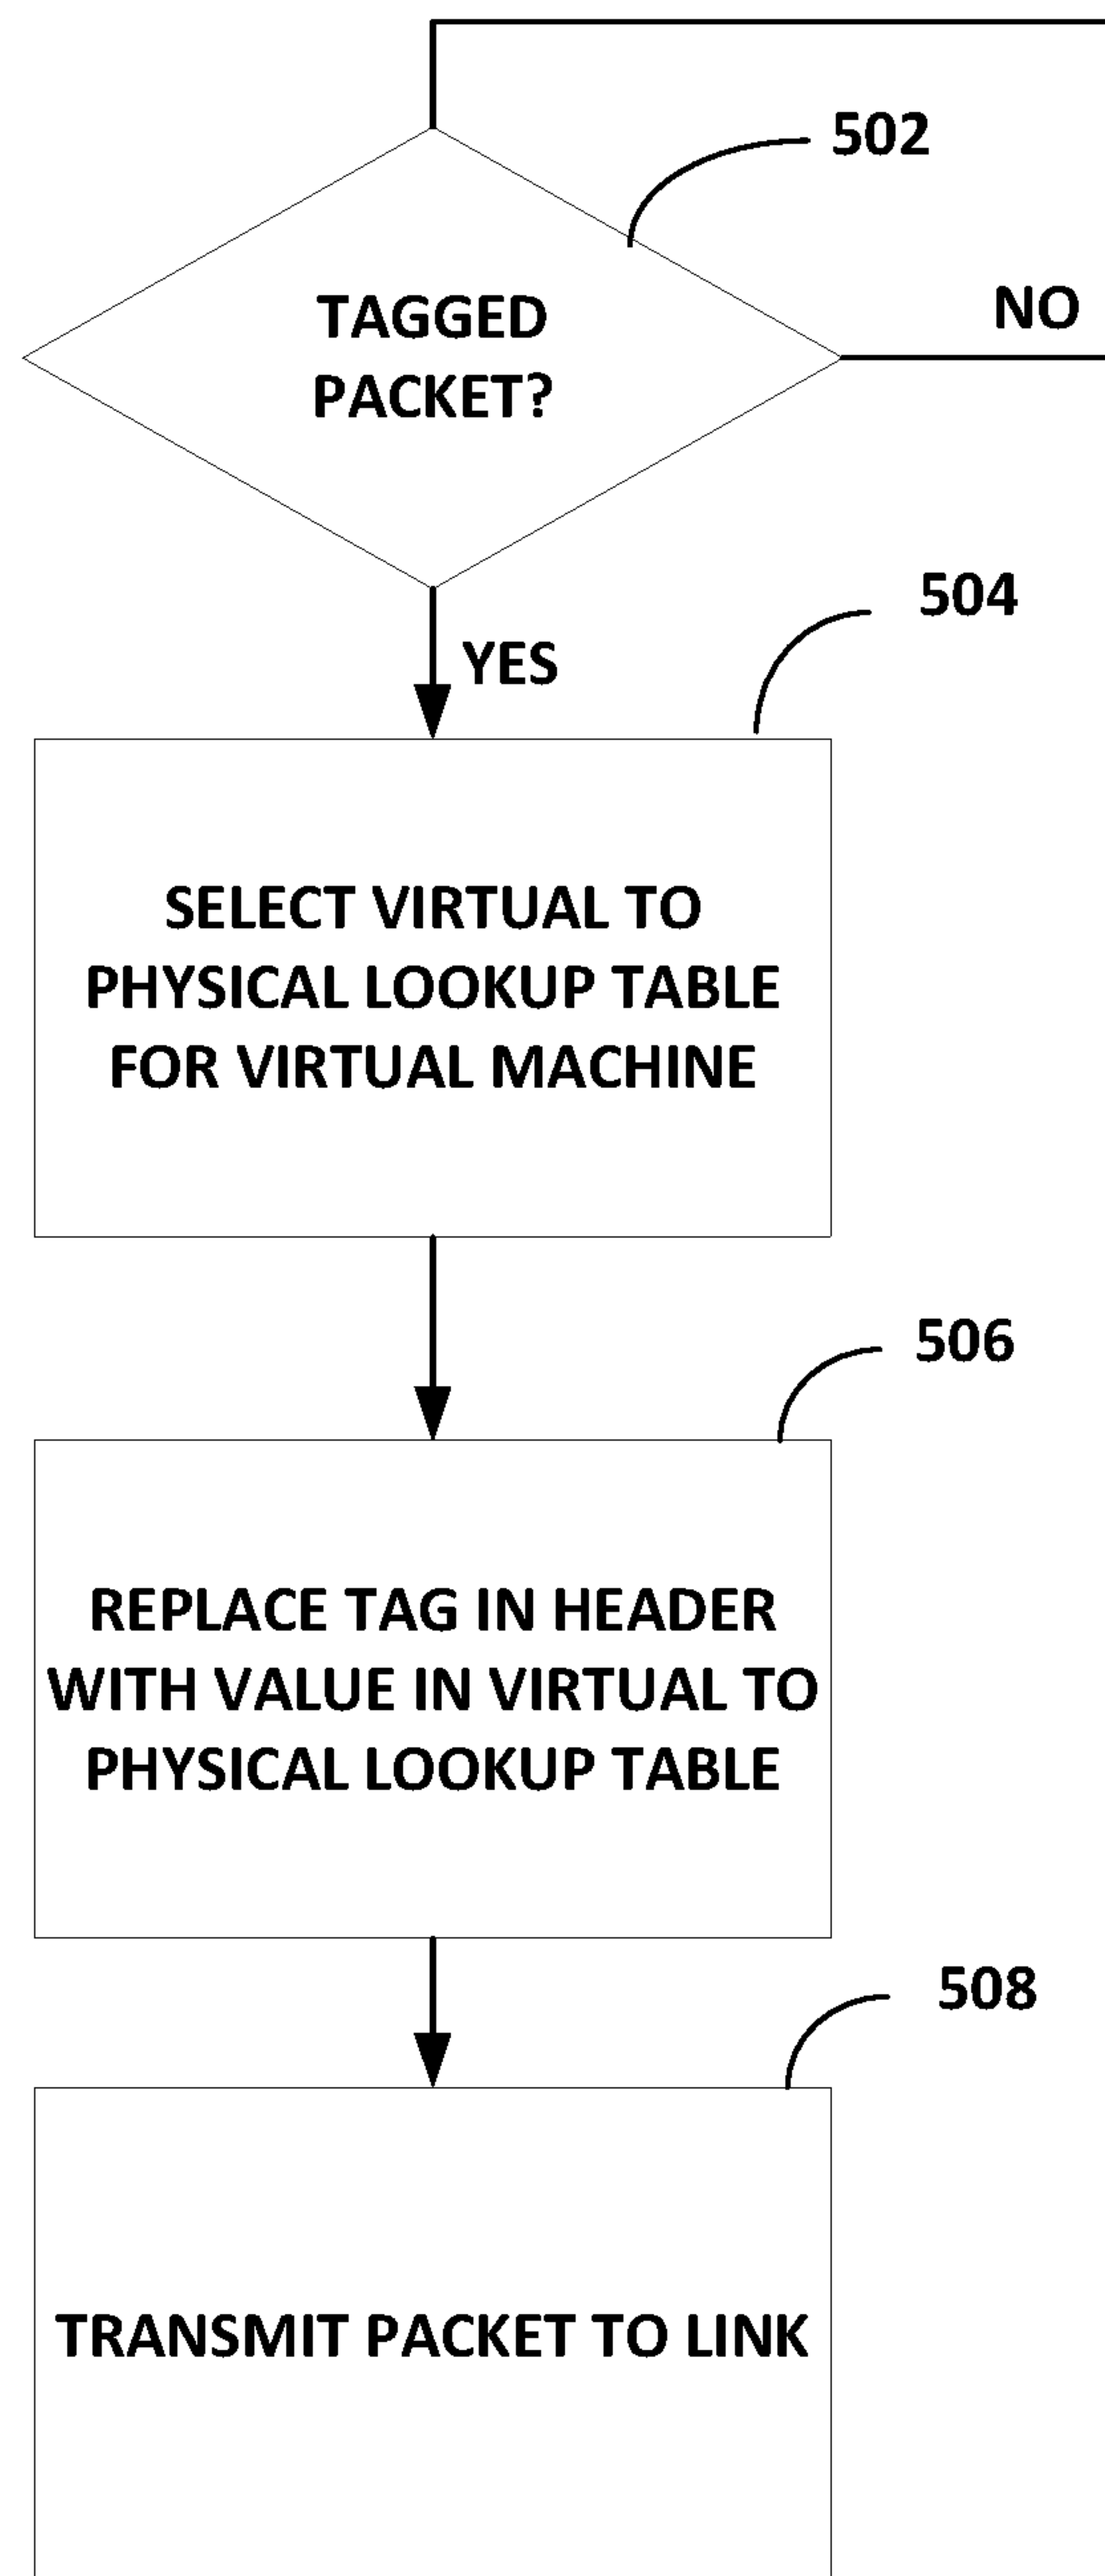 502
TAGGED
PACKET?
NO
YES
504
SELECT VIRTUAL TO
PHYSICAL LOOKUP TABLE
FOR VIRTUAL MACHINE
506
REPLACE TAG IN HEADER
WITH VALUE IN VIRTUAL TO
PHYSICAL LOOKUP TABLE
508
TRANSMIT PACKET TO LINK